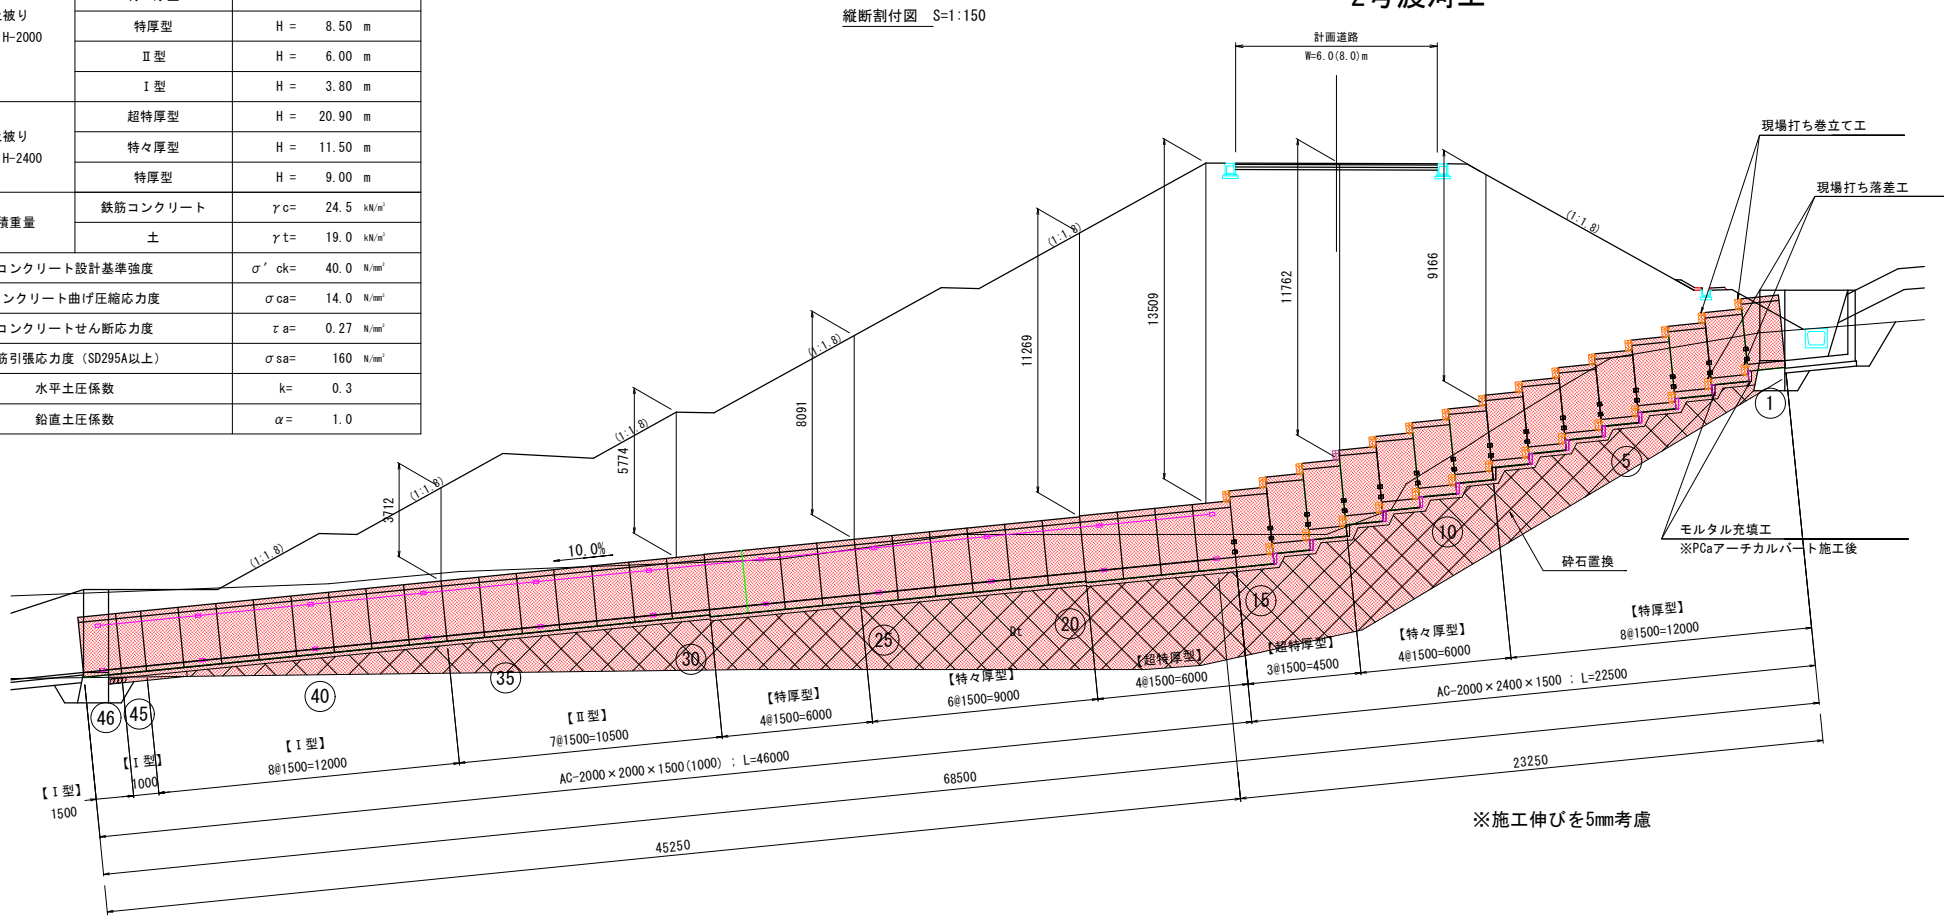 縦断割付図 S=1:150
被り
H-2000
特厚型 H = 8.50 m
Ⅱ型 H = 6.00 m
Ⅰ型 H = 3.80 m
被り
H-2400
超特厚型 H = 20.90 m
特々厚型 H = 11.50 m
特厚型 H = 9.00 m
積重量
鉄筋コンクリート γc= 24.5 kN/m³
土 γt= 19.0 kN/m³
コンクリート設計基準強度 σ'ck= 40.0 N/mm²
ンクリート曲げ圧縮応力度 σca= 14.0 N/mm²
コンクリートせん断応力度 τa= 0.27 N/mm²
筋引張応力度（SD295A以上） σsa= 160 N/mm²
水平土圧係数 k= 0.3
鉛直土圧係数 α= 1.0
計画道路
W=6.0(8.0)m
現場打ち巻立て工
現場打ち落差工
(1:1.8)
(1:1.8)
(1:1.8)
(1:1.8)
(1:1.8)
(1:1.8)
3712
5774
8091
11269
13509
11762
9166
10.0%
モルタル充填工
※PCaアーチカルバート施工後
砕石置換
Dt
1
5
10
15
20
25
30
35
40
45
46
【特厚型】
8@1500=12000
【特々厚型】
4@1500=6000
【超特厚型】
3@1500=4500
【超特厚型】
4@1500=6000
【特々厚型】
6@1500=9000
【特厚型】
4@1500=6000
【Ⅱ型】
7@1500=10500
【Ⅰ型】
8@1500=12000
【Ⅰ型】
1000
【Ⅰ型】
1500
AC-2000×2400×1500 ; L=22500
AC-2000×2000×1500(1000) ; L=46000
68500
23250
45250
※施工伸びを5mm考慮